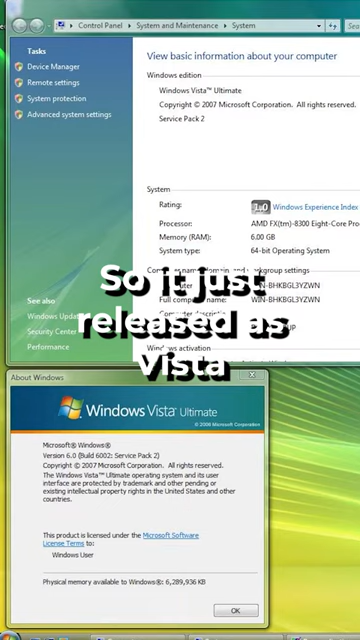 Control Panel ▸ System and Maintenance ▸ System
Tasks
Device Manager
Remote settings
System protection
Advanced system settings
View basic information about your computer
Windows edition
Windows Vista™ Ultimate
Copyright © 2007 Microsoft Corporation. All rights reserved.
Service Pack 2
System
Rating:
1.0 Windows Experience Index
Processor: AMD FX(tm)-8300 Eight-Core Pro
Memory (RAM): 6.00 GB
System type: 64-bit Operating System
WIN-BHKBGL3YZWN
WIN-BHKBGL3YZWN
Windows activation
See also
Windows Upda
Security Center
Performance
So it just
released as
Vista
About Windows
Windows Vista™ Ultimate
Microsoft® Windows®
Version 6.0 (Build 6002: Service Pack 2)
Copyright © 2007 Microsoft Corporation. All rights reserved.
The Windows Vista™ Ultimate operating system and its user
interface are protected by trademark and other pending or
existing intellectual property rights in the United States and other
countries.
This product is licensed under the Microsoft Software
License Terms to:
Windows User
Physical memory available to Windows: 6,289,936 KB
OK